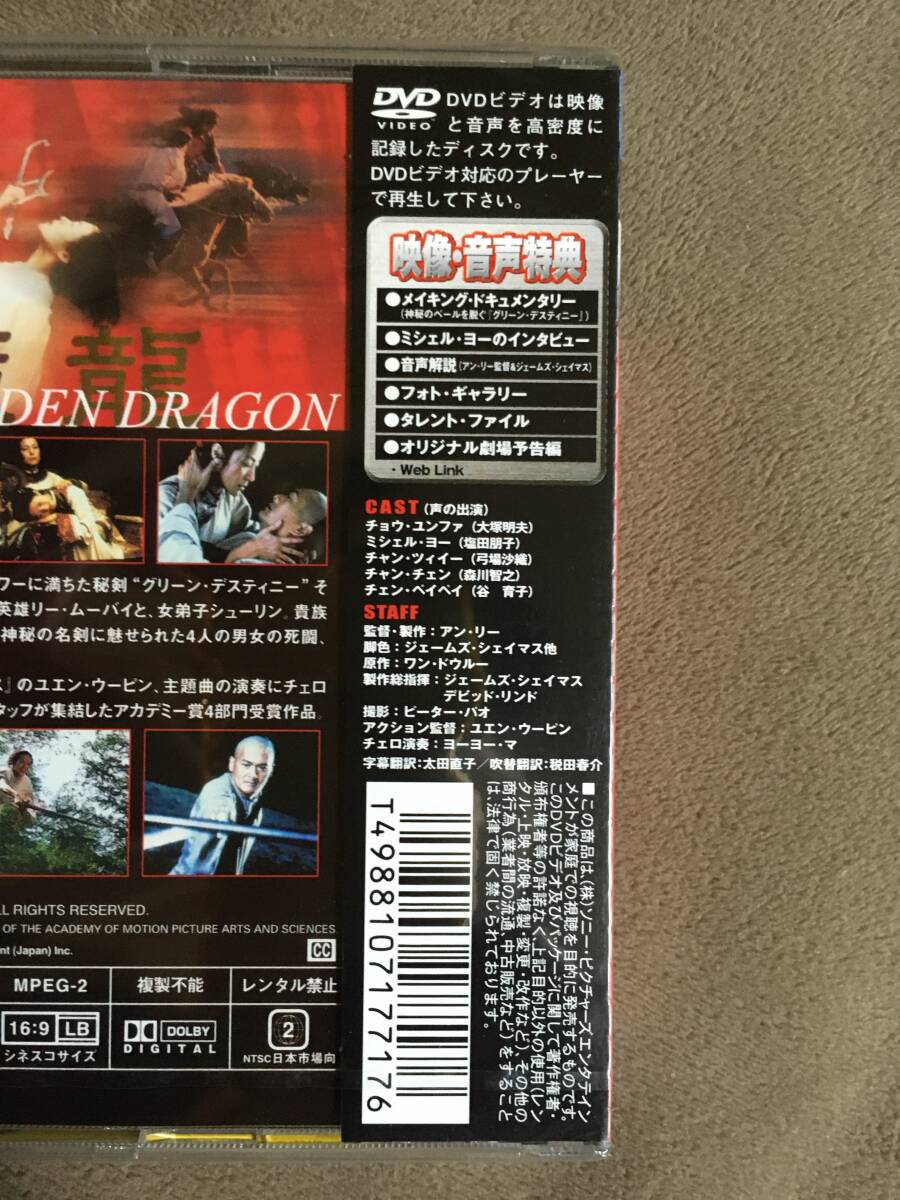 龍
DEN DRAGON
ワーに満ちた秘剣“グリーン・デスティニー”そ
英雄リー・ムーバイと、女弟子シューリン。貴族
神秘の名剣に魅せられた4人の男女の死闘、
』のユエン・ウーピン、主題曲の演奏にチェロ
タッフが集結したアカデミー賞4部門受賞作品。
LL RIGHTS RESERVED.
OF THE ACADEMY OF MOTION PICTURE ARTS AND SCIENCES
nt (Japan) Inc.
CC
MPEG-2
複製不能
レンタル禁止
16:9 LB
シネスコサイズ
DOLBY
DIGITAL
2
NTSC日本市場向
DVD
VIDEO
DVDビデオは映像
と音声を高密度に
記録したディスクです。
DVDビデオ対応のプレーヤー
で再生して下さい。
映像・音声特典
●メイキング・ドキュメンタリー
(神秘のベールを脱ぐ『グリーン・デスティニー』)
●ミシェル・ヨーのインタビュー
●音声解説(アン・リー監督&ジェームズ・シェイマス)
●フォト・ギャラリー
●タレント・ファイル
●オリジナル劇場予告編
・Web Link
CAST(声の出演)
チョウ・ユンファ(大塚明夫)
ミシェル・ヨー(塩田朋子)
チャン・ツィイー(弓場沙織)
チャン・チェン(森川智之)
チェン・ペイペイ(谷 育子)
STAFF
監督・製作:アン・リー
脚色:ジェームズ・シェイマス他
原作:ワン・ドウルー
製作総指揮:ジェームズ・シェイマス
デビッド・リンド
撮影:ピーター・パオ
アクション監督:ユエン・ウーピン
チェロ演奏:ヨーヨー・マ
字幕翻訳:太田直子/吹替翻訳:税田春介
■この商品は、(株)ソニー・ピクチャーズエンタテイン
メントが家庭での視聴を目的に発売するものです。
このDVDビデオ及びパッケージに関して著作権者・
頒布権者等の許諾なく、上記目的以外の使用(レン
タル・上映・放映・複製・変更・改作など)、その他の
商行為(業者間の流通、中古販売など)をすること
は、法律で固く禁じられております。
T4988107177176